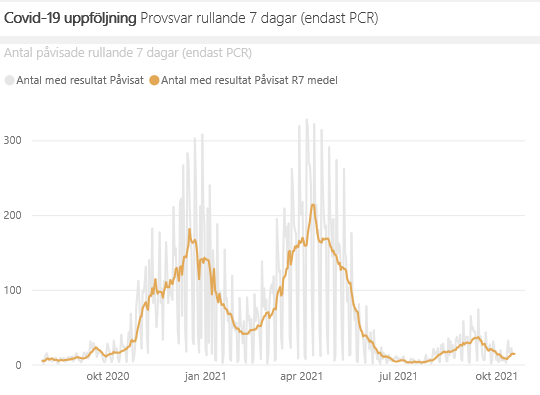 Covid-19 uppföljning Provsvar rullande 7 dagar (endast PCR)
Antal påvisade rullande 7 dagar (endast PCR)
Antal med resultat Påvisat Antal med resultat Påvisat R7 medel
300
200
100
0
okt 2020 jan 2021 apr 2021 jul 2021 okt 2021